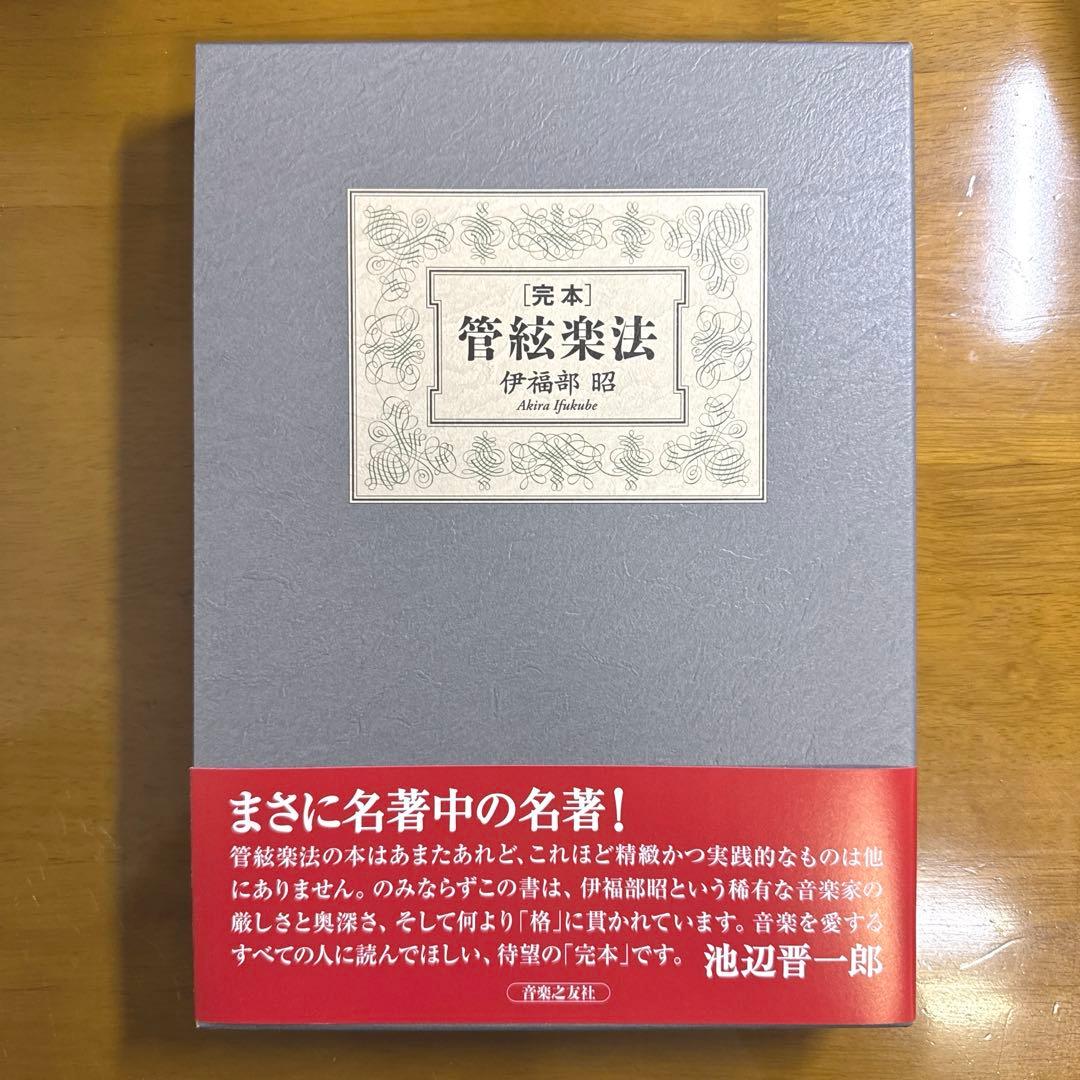 ［完本］
管絃楽法
伊福部 昭
Akira Ifukube
まさに名著中の名著！
管絃楽法の本はあまたあれど、これほど精緻かつ実践的なものは他
にありません。のみならずこの書は、伊福部昭という稀有な音楽家の
厳しさと奥深さ、そして何より「格」に貫かれています。音楽を愛する
すべての人に読んでほしい、待望の「完本」です。 池辺晋一郎
音楽之友社